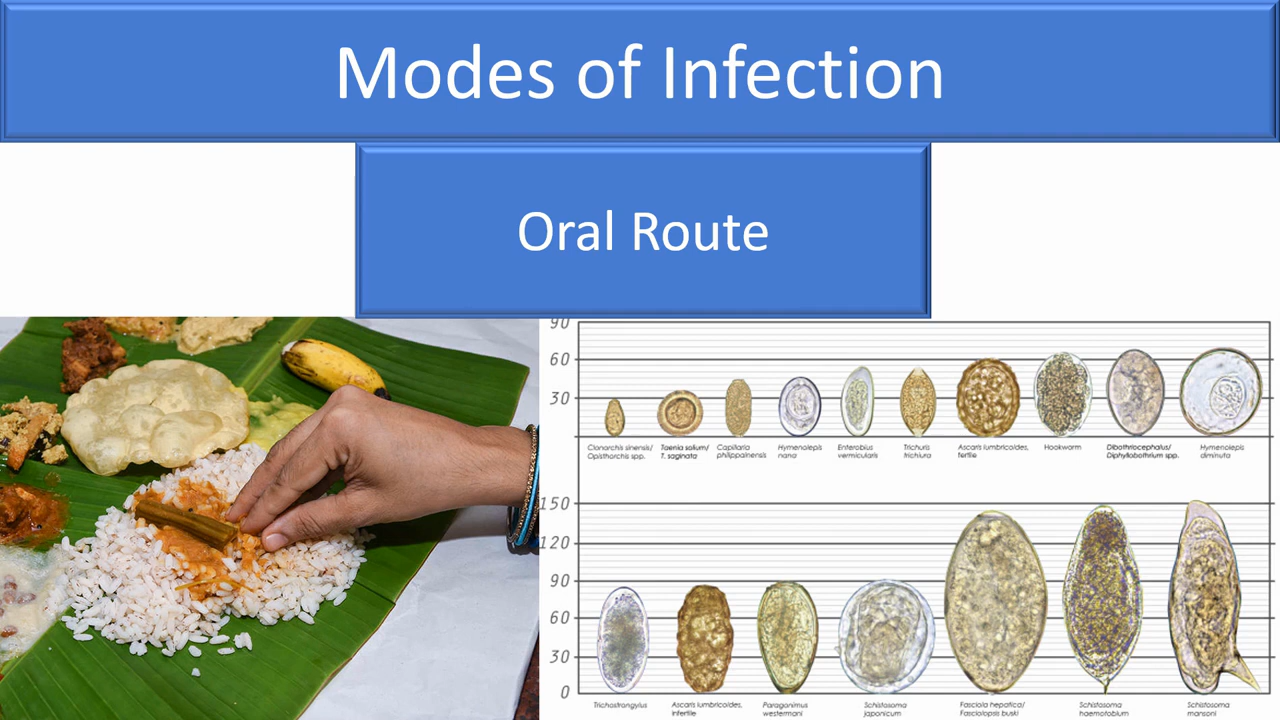 Modes of Infection
Oral Route
90
60
30
Clonorchis sinensis/
Opisthorchis spp.
Taenia solium/
T. saginata
Capillaria
philippinensis
Hymenolepis
nana
Enterobius
vermicularis
Trichuris
trichiura
Ascaris lumbricoides,
fertile
Hookworm
Dibothriocephalus/
Diphyllobothrium spp.
Hymenolepis
diminuta
150
120
90
60
30
0
Trichostrongylus
Ascaris lumbricoides,
infertile
Paragonimus
westermani
Schistosoma
japonicum
Fasciola hepatica/
Fasciolopsis buski
Schistosoma
haematobium
Schistosoma
mansoni